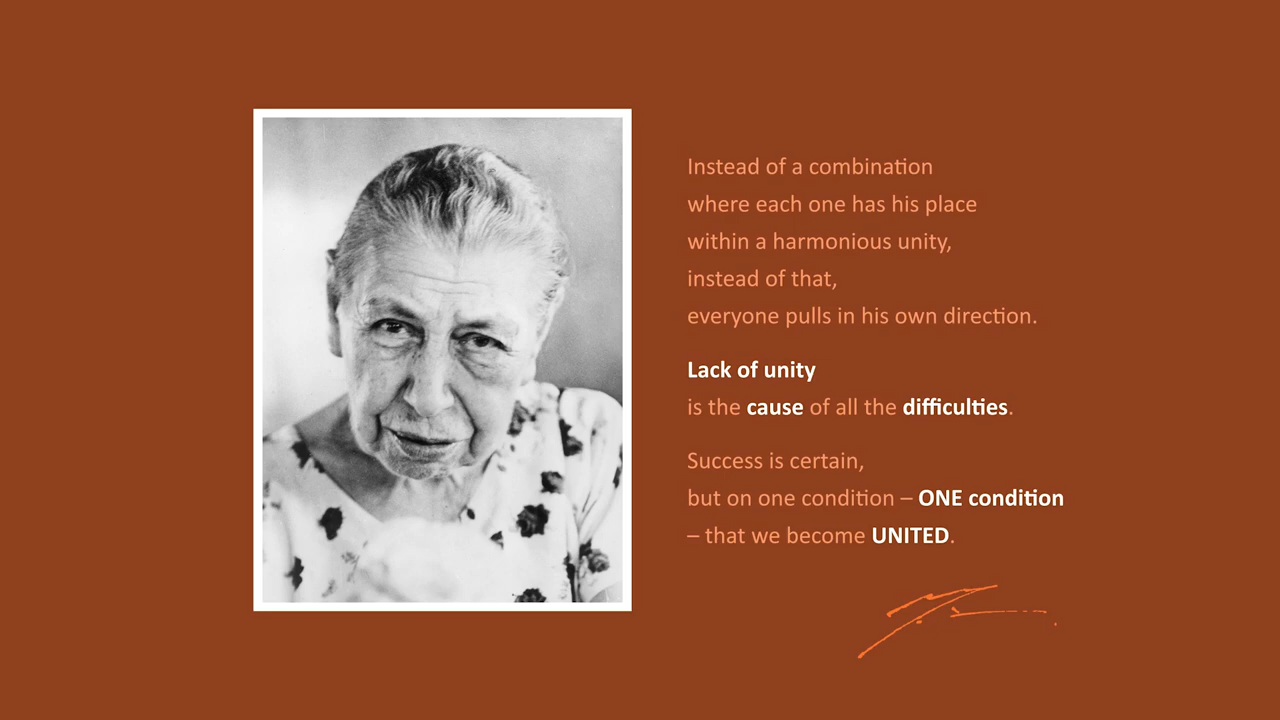 Instead of a combination
where each one has his place
within a harmonious unity,
instead of that,
everyone pulls in his own direction.
Lack of unity
is the cause of all the difficulties.
Success is certain,
but on one condition – ONE condition
– that we become UNITED.